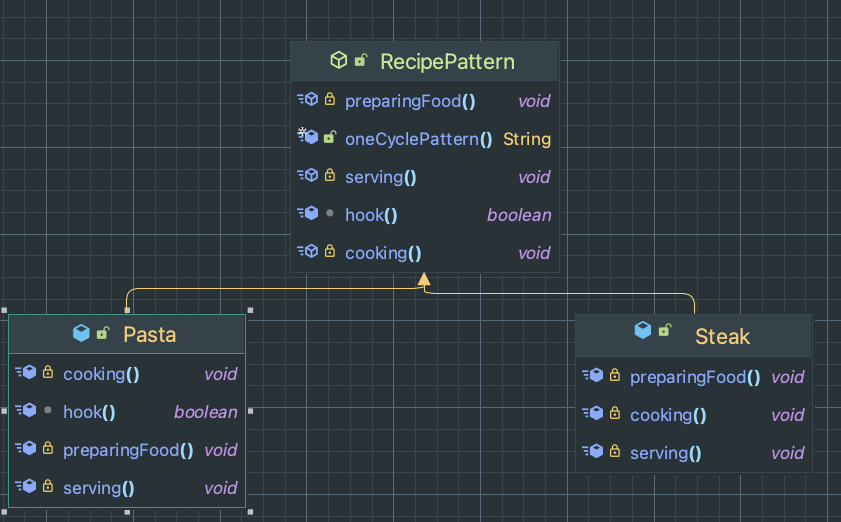 RecipePattern
preparingFood() void
oneCyclePattern() String
serving() void
hook() boolean
cooking() void
Pasta
cooking() void
hook() boolean
preparingFood() void
serving() void
Steak
preparingFood() void
cooking() void
serving() void